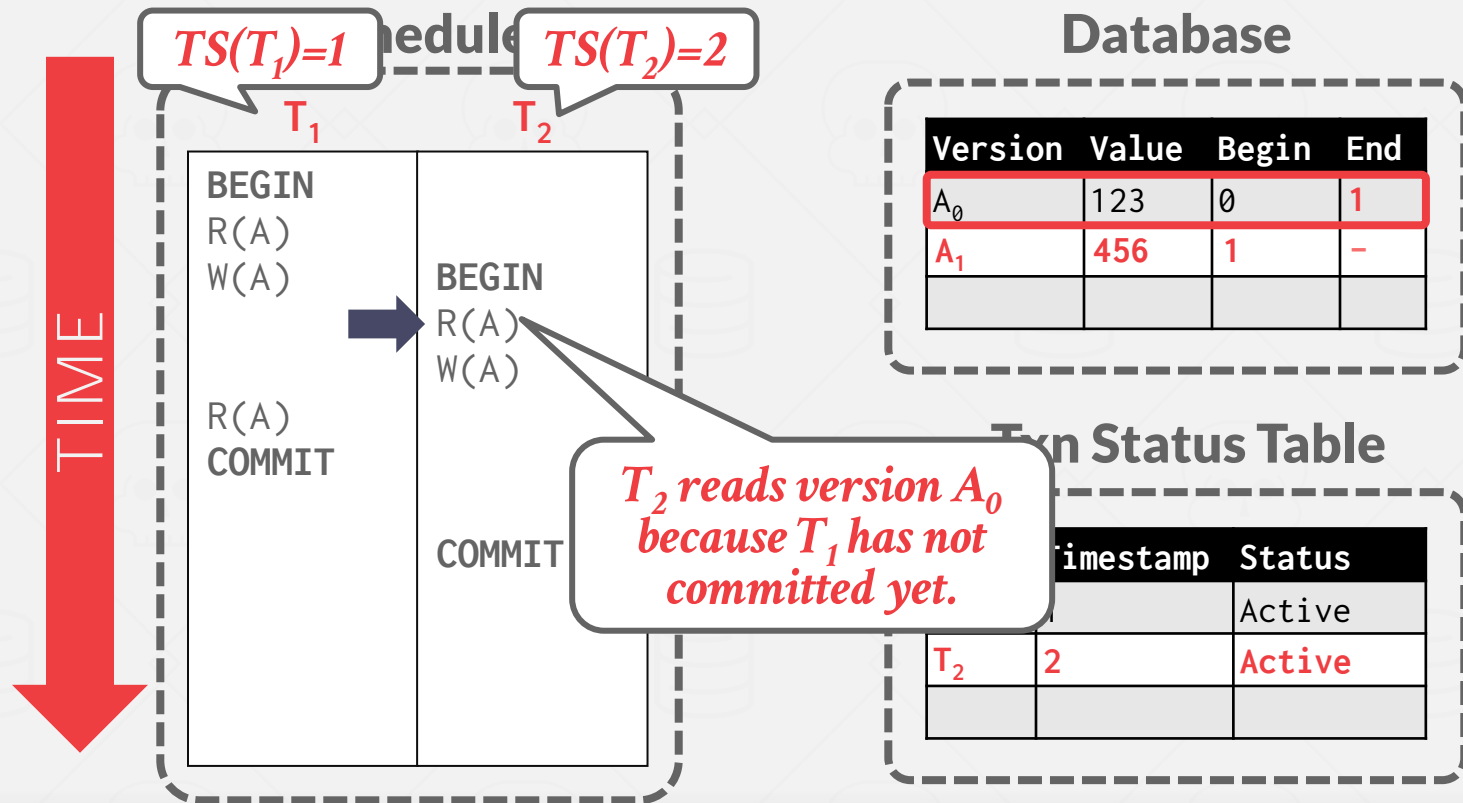 TS(T₁)=1
hedule
TS(T₂)=2
T₁
T₂
TIME
BEGIN
R(A)
W(A)
R(A)
COMMIT
BEGIN
R(A)
W(A)
COMMIT
T₂ reads version A₀
because T₁ has not
committed yet.
Database
Version Value Begin End
A₀ 123 0 1
A₁ 456 1 –
n Status Table
imestamp Status
Active
T₂ 2 Active